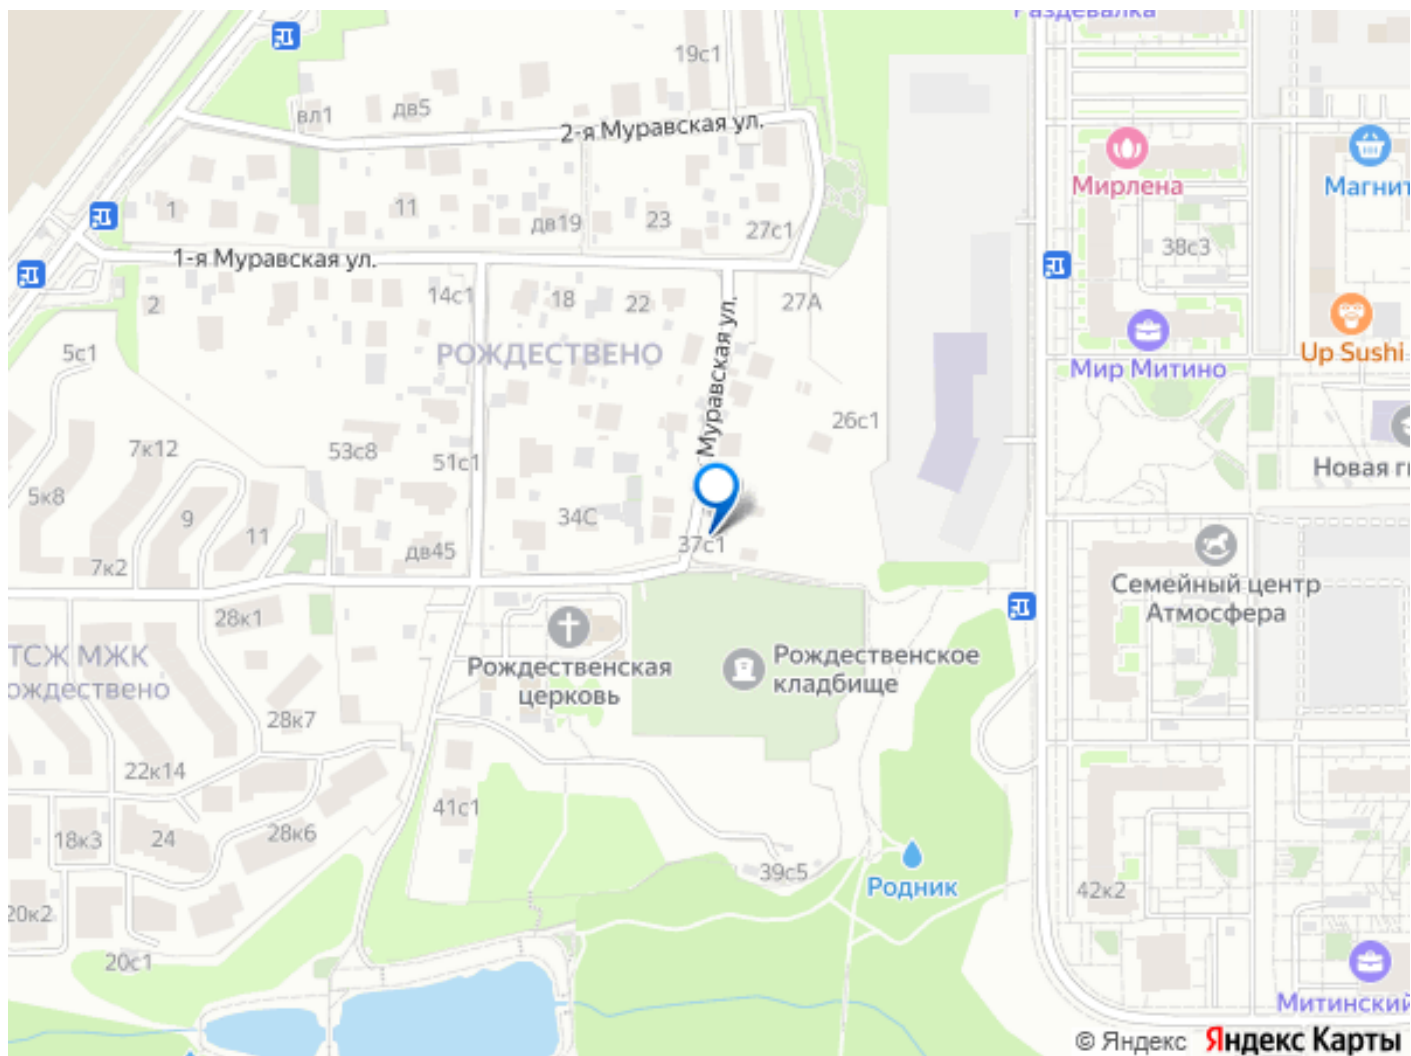 Раздевалка
19с1
дв5
вл1
2-я Муравская ул.
Мирлена
Магнит
1
11
дв19
23
27с1
38с3
1-я Муравская ул.
2
14с1
18
22
27А
Муравская ул.
5с1
РОЖДЕСТВЕНО
Up Sushi
Мир Митино
26с1
7к12
53с8
51с1
Новая ги
5к8
9
34С
11
37с1
дв45
7к2
Семейный центр
Атмосфера
28к1
ТСЖ МЖК
ождествено
Рождественская
церковь
Рождественское
кладбище
28к7
22к14
41с1
18к3
24
28к6
39с5
Родник
42к2
20к2
20с1
Митинский
© Яндекс Яндекс Карты